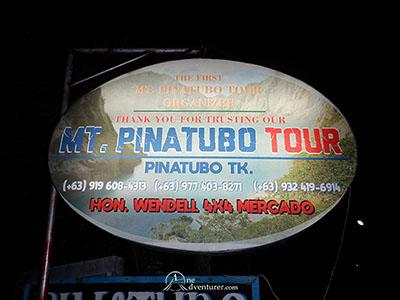 THE FIRST
MT. PINATUBO TOUR
ORGANIZER
THANK YOU FOR TRUSTING OUR
MT. PINATUBO TOUR
PINATUBO TK.
(+63) 919 608-4313 (+63) 977 403-8271 (+63) 932 419-6914
HON. WENDELL 4X4 MERCADO
One
Adventurer.com